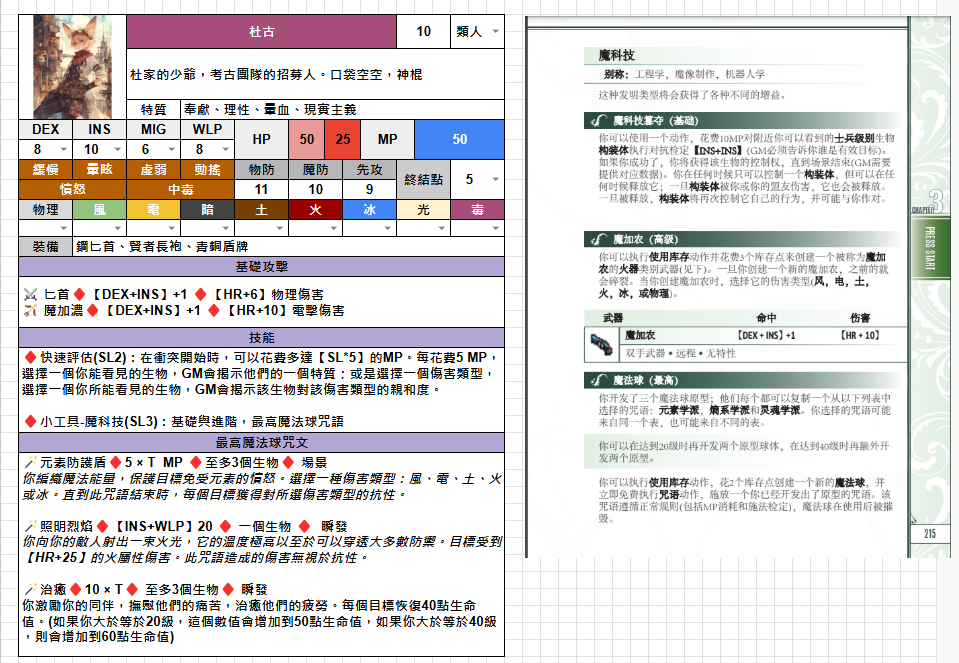 杜古
10
類人
杜家的少爺，考古團隊的招募人。口袋空空，神棍
特質
奉獻、理性、暈血、現實主義
DEX
INS
MIG
WLP
HP
50
25
MP
50
8
10
6
8
緩慢
暈眩
虛弱
動搖
物防
魔防
先攻
終結點
5
憤怒
中毒
11
10
9
物理
風
電
暗
土
火
冰
光
毒
裝備
鋼匕首、賢者長袍、青銅盾牌
基礎攻擊
匕首♦【DEX+INS】+1 ♦【HR+6】物理傷害
魔加濃♦【DEX+INS】+1 ♦【HR+10】電擊傷害
技能
♦快速評估(SL2)：在衝突開始時，可以花費多達【SL*5】的MP。每花費5 MP，
選擇一個你能看見的生物，GM會揭示他們的一個特質：或是選擇一個傷害類型，
選擇一個你所能看見的生物，GM會揭示該生物對該傷害類型的親和度。
♦小工具-魔科技(SL3)：基礎與進階，最高魔法球咒語
最高魔法球咒文
元素防護盾♦5 × T MP ♦至多3個生物♦ 場景
你編織魔法能量，保護目標免受元素的憤怒。選擇一種傷害類型：風、電、土、火
或冰。直到此咒語結束時，每個目標獲得對所選傷害類型的抗性。
照明烈焰♦【INS+WLP】20 ♦ 一個生物 ♦ 瞬發
你向你的敵人射出一束火光，它的溫度極高以至於可以穿透大多數防禦。目標受到
【HR+25】的火屬性傷害。此咒語造成的傷害無視於抗性。
治癒♦10 × T♦ 至多3個生物♦ 瞬發
你激勵你的同伴，撫慰他們的痛苦，治癒他們的疲勞。每個目標恢復40點生命
值。(如果你大於等於20級，這個數值會增加到50點生命值，如果你大於等於40級
，則會增加到60點生命值)
魔科技
别称：工程学，魔像制作，机器人学
这种发明类型将会获得了各种不同的增益。
魔科技篡夺（基础）
你可以使用一个动作，花费10MP对附近你可以看到的士兵级别生物
构装体执行对抗检定【INS+INS】(GM必须告诉你谁是有效目标)。
如果你成功了，你将获得该生物的控制权，直到场景结束(GM需要
提供对应数据)。你在任何时候只可以控制一个构装体，但可以在任
何时候释放它；一旦构装体被你或你的盟友伤害，它也会被释放。
一旦被释放，构装体将再次控制它自己的行为，并可能与你作对。
魔加农（高级）
你可以执行使用库存动作并花费3个库存点来创建一个被称为魔加
农的火器类别武器(见下)。一旦你创建一个新的魔加农，之前的就
会碎裂。当你创建魔加农时，选择它的伤害类型(风，电，土，
火，冰，或物理)。
武器
命中
伤害
魔加农
【DEX + INS】+1
【HR + 10】
双手武器 ⬥ 远程 ⬥ 无特性
魔法球（最高）
你开发了三个魔法球原型；他们每个都可以复制一个从以下列表中
选择的咒语：元素学派，熵系学派和灵魂学派。你选择的咒语可能
来自同一个表，也可能来自不同的表。
你可以在达到20级时再开发两个原型球体，在达到40级时再额外开
发两个原型。
你可以执行使用库存动作，花2个库存点创建一个新的魔法球，并
立即免费执行咒语动作，施放一个你已经开发出了原型的咒语。该
咒语遵循正常规则(包括MP消耗和施法检定)，魔法球在使用后被摧
毁。
CHAPTER
3
PRESS START
215